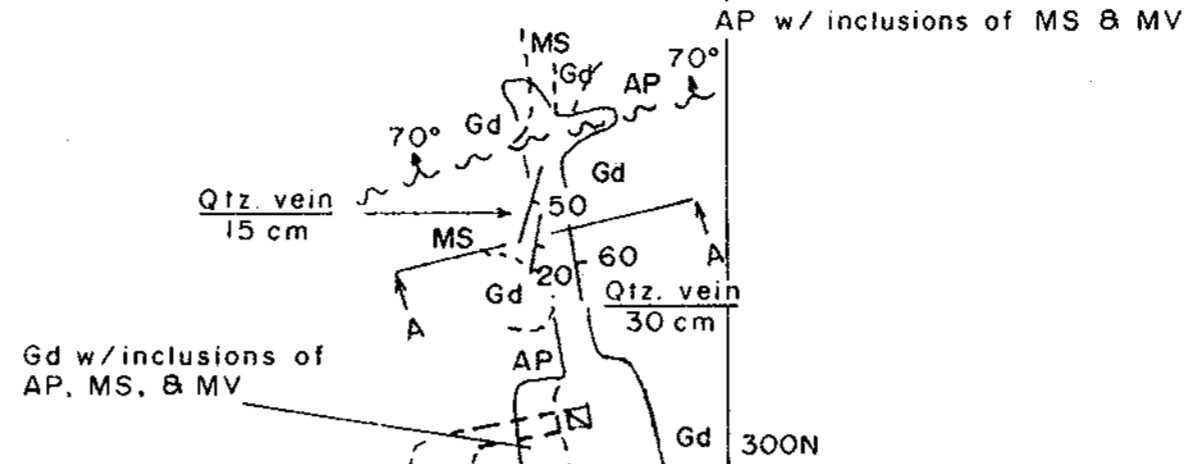 AP w/ inclusions of MS & MV
MS
70°
Gd
AP
Gd
70°
Gd
Qtz. vein
15 cm
50
MS
60
A
20
Gd
Qtz. vein
30 cm
A
Gd w/inclusions of
AP, MS, & MV
AP
Gd
300N